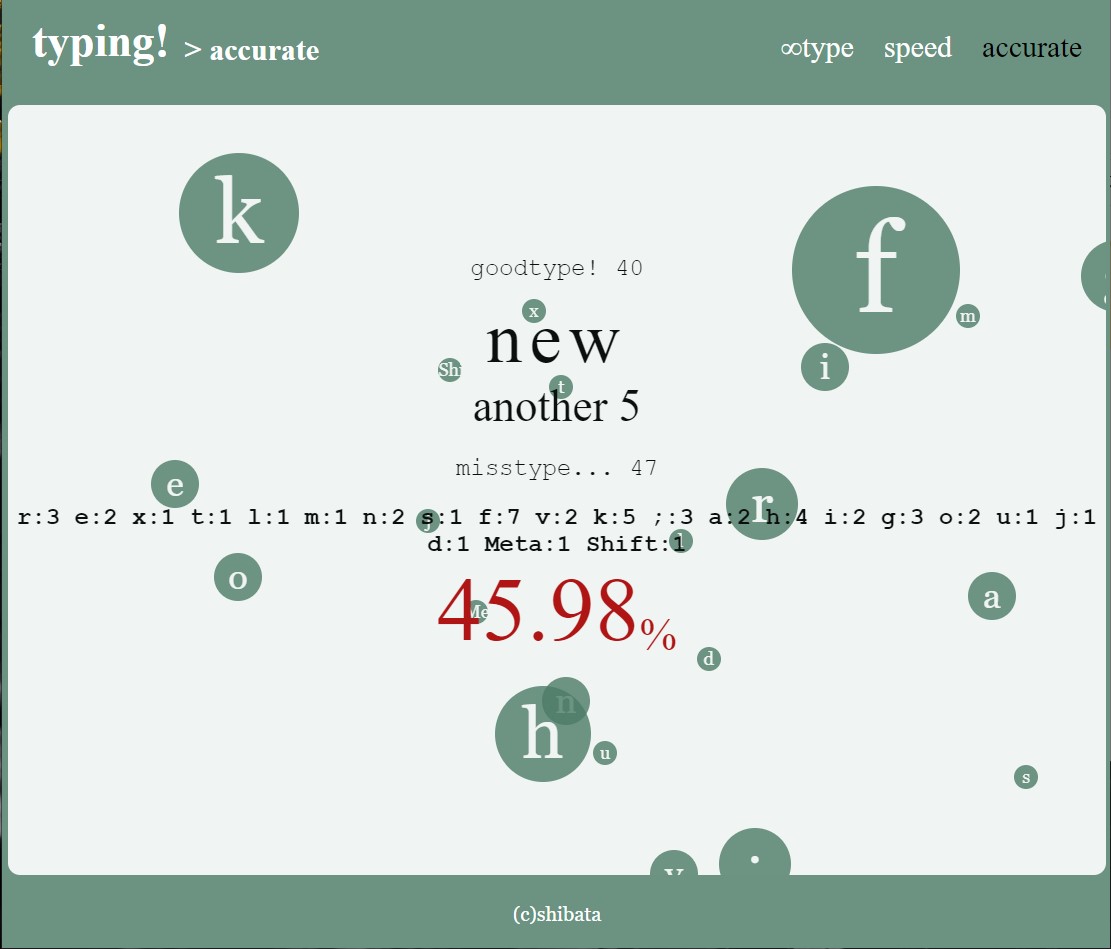 typing! > accurate
∞type speed accurate
k
f
goodtype! 40
x
m
new
i
Shi
t
another 5
misstype... 47
e
r
r:3 e:2 x:1 t:1 l:1 m:1 n:2 s:1 f:7 v:2 k:5 ;:3 a:2 h:4 i:2 g:3 o:2 u:1 j:1
d:1 Meta:1 Shift:1
o
a
45.98%
Me
d
n
h
u
s
v
(c)shibata